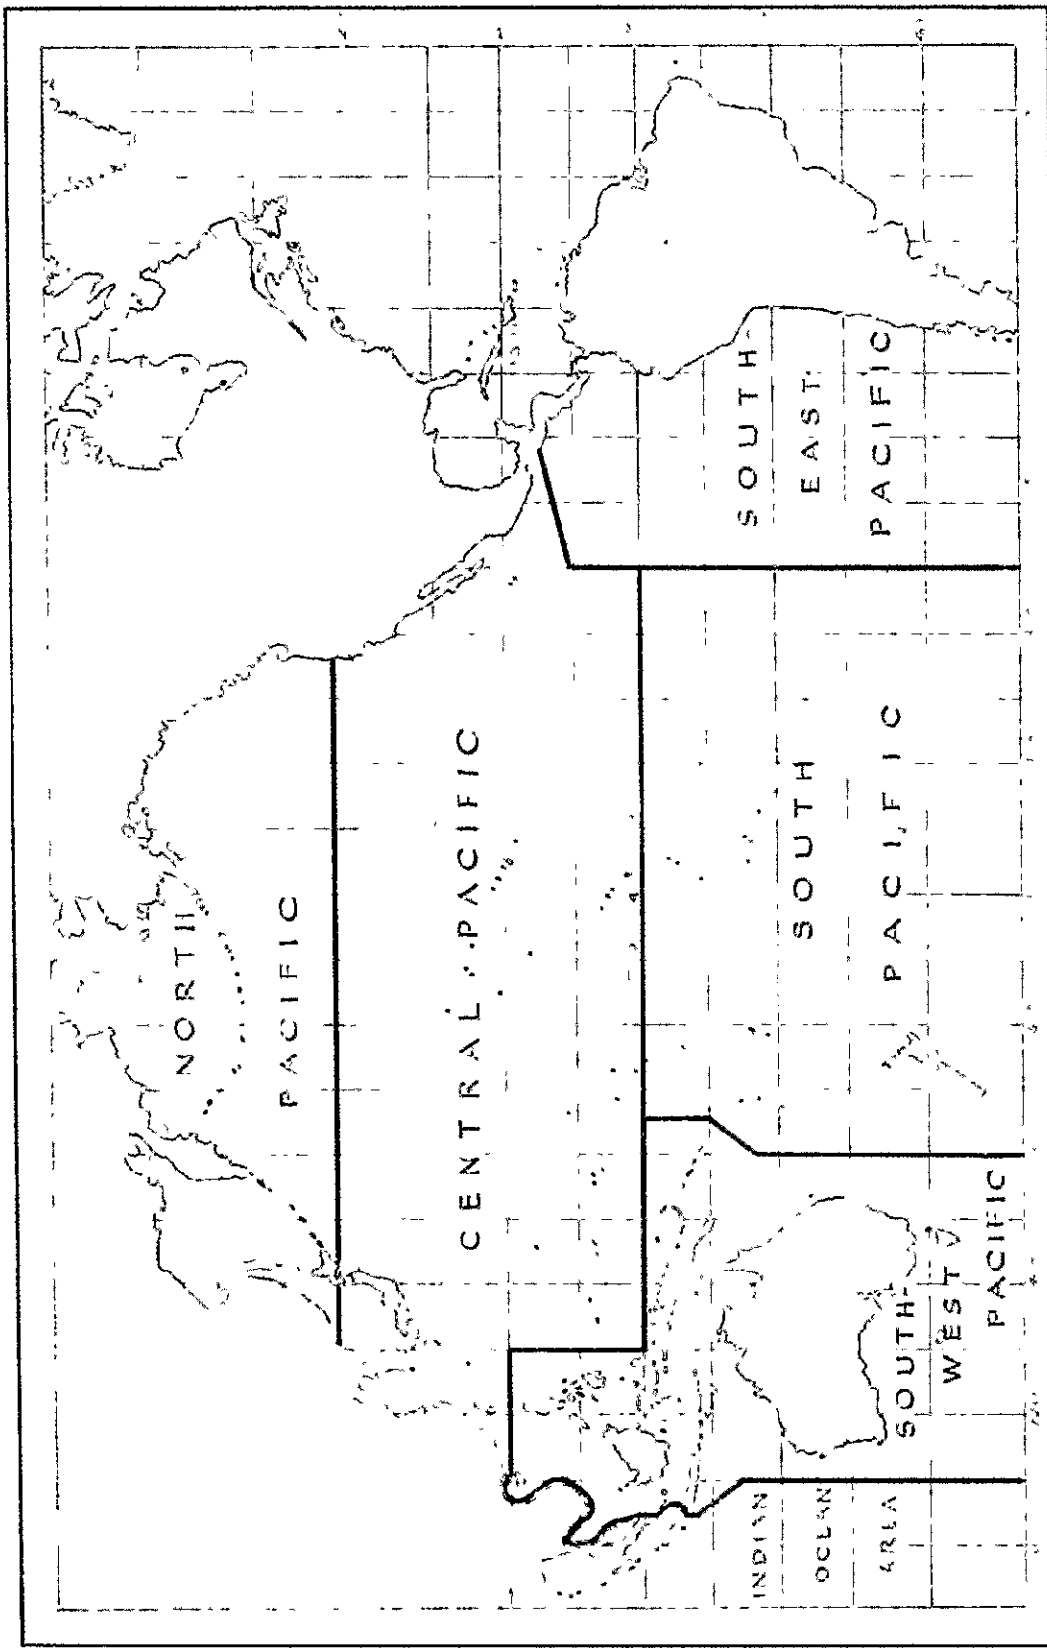 NORTH
PACIFIC
CENTRAL PACIFIC
SOUTH
PACIFIC
SOUTH-
EAST
PACIFIC
SOUTH-
WEST
PACIFIC
INDIAN
OCEAN
AREA